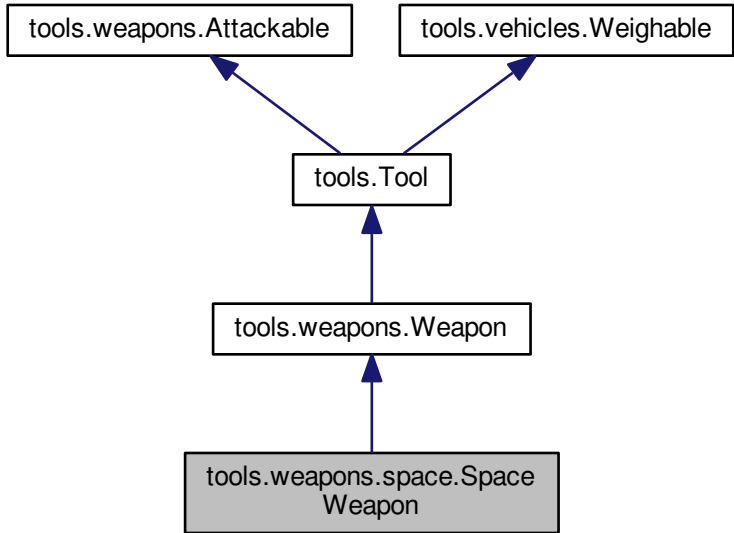 tools.weapons.Attackable
tools.vehicles.Weighable
tools.Tool
tools.weapons.Weapon
tools.weapons.space.Space
Weapon